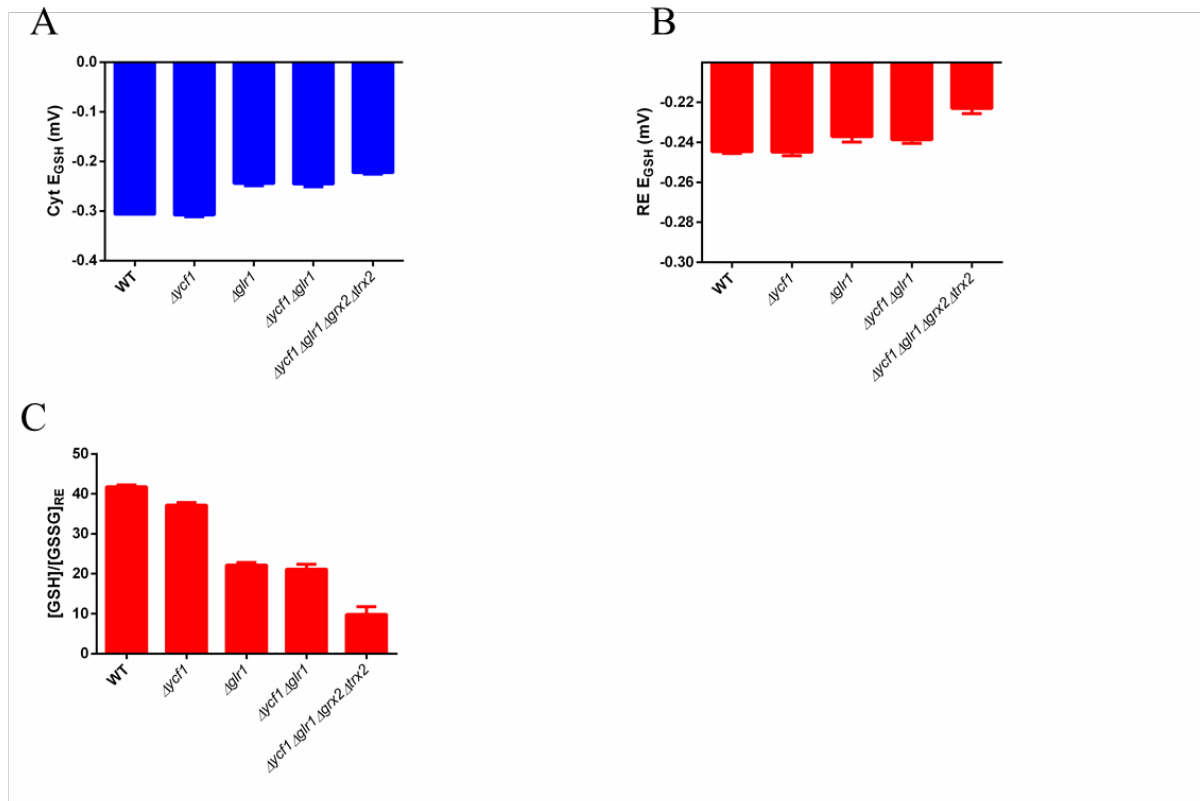 A
0.0
-0.1
-0.2
-0.3
-0.4
Cyt EGSH (mV)
WT
Δycf1
Δglr1
Δycf1 Δglr1
Δycf1 Δglr1 Δgrx2 Δtrx2
B
-0.22
-0.24
-0.26
-0.28
-0.30
RE EGSH (mV)
WT
Δycf1
Δglr1
Δycf1 Δglr1
Δycf1 Δglr1 Δgrx2 Δtrx2
C
50
40
30
20
10
0
[GSH]/[GSSG]RE
WT
Δycf1
Δglr1
Δycf1 Δglr1
Δycf1 Δglr1 Δgrx2 Δtrx2